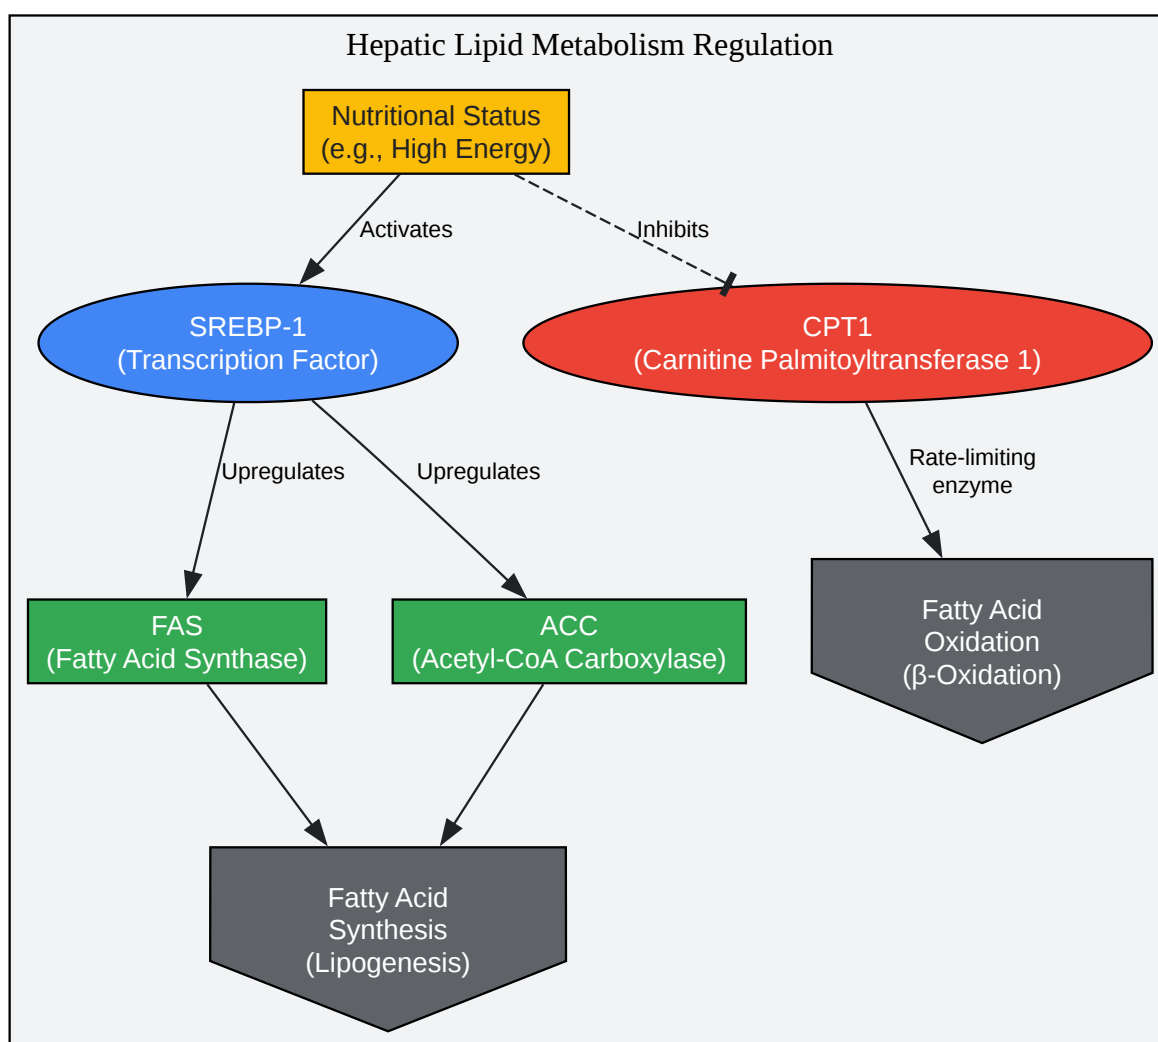 Hepatic Lipid Metabolism Regulation
Nutritional Status
(e.g., High Energy)
Activates
Inhibits
SREBP-1
(Transcription Factor)
CPT1
(Carnitine Palmitoyltransferase 1)
Upregulates
Upregulates
Rate-limiting
enzyme
FAS
(Fatty Acid Synthase)
ACC
(Acetyl-CoA Carboxylase)
Fatty Acid
Oxidation
(β-Oxidation)
Fatty Acid
Synthesis
(Lipogenesis)